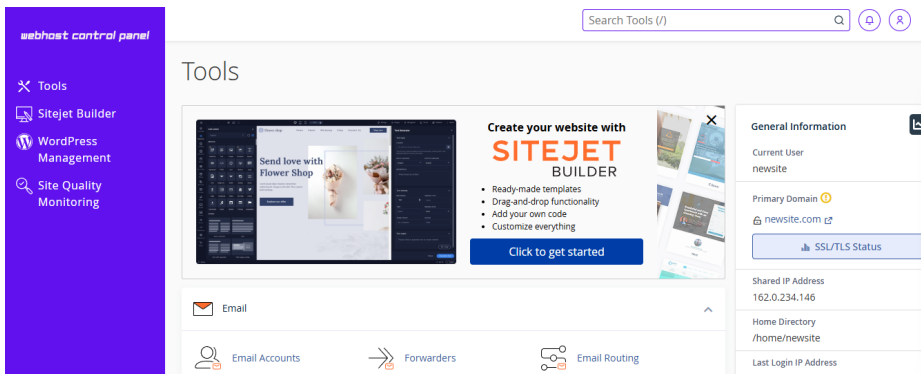 webhost control panel
Search Tools (/)
Tools
Sitejet Builder
WordPress
Management
Site Quality
Monitoring
Tools
Send love with
Flower Shop
Create your website with
SITEJET
BUILDER
Ready-made templates
Drag-and-drop functionality
Add your own code
Customize everything
Click to get started
Email
Email Accounts
Forwarders
Email Routing
General Information
Current User
newsite
Primary Domain
newsite.com
SSL/TLS Status
Shared IP Address
162.0.234.146
Home Directory
/home/newsite
Last Login IP Address